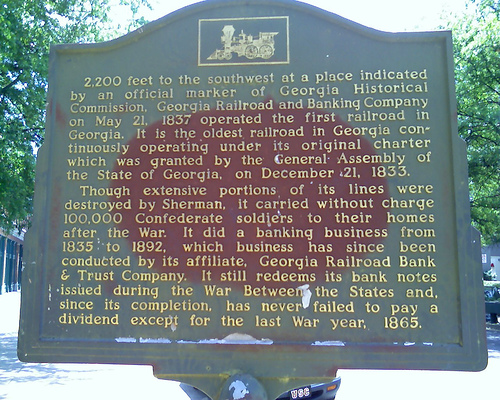 2,200 feet to the southwest at a place indicated
by an official marker of Georgia Historical
Commission, Georgia Railroad and Banking Company
on May 21, 1837 operated the first railroad in
Georgia. It is the oldest railroad in Georgia con-
tinuously operating under its original charter
which was granted by the General Assembly of
the State of Georgia, on December 21, 1833.
Though extensive portions of its lines were
destroyed by Sherman, it carried without charge
100,000 Confederate soldiers to their homes
after the War. It did a banking business from
1835 to 1892, which business has since been
conducted by its affiliate, Georgia Railroad Bank
& Trust Company. It still redeems its bank notes
issued during the War Between the States and,
since its completion, has never failed to pay a
dividend except for the last War year, 1865.